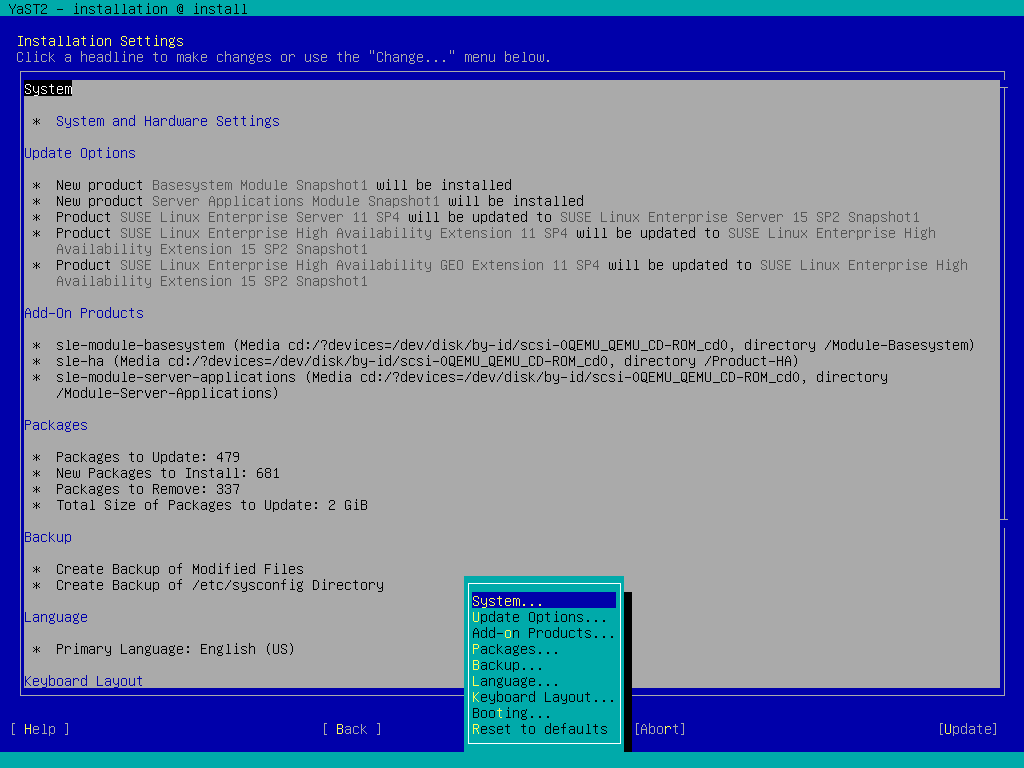 YaST2 - installation @ install
Installation Settings
Click a headline to make changes or use the "Change..." menu below.
System
* System and Hardware Settings
Update Options
* New product Basesystem Module Snapshot1 will be installed
* New product Server Applications Module Snapshot1 will be installed
* Product SUSE Linux Enterprise Server 11 SP4 will be updated to SUSE Linux Enterprise Server 15 SP2 Snapshot1
* Product SUSE Linux Enterprise High Availability Extension 11 SP4 will be updated to SUSE Linux Enterprise High
Availability Extension 15 SP2 Snapshot1
* Product SUSE Linux Enterprise High Availability GEO Extension 11 SP4 will be updated to SUSE Linux Enterprise High
Availability Extension 15 SP2 Snapshot1
Add-On Products
* sle-module-basesystem (Media cd:/?devices=/dev/disk/by-id/scsi-0QEMU_QEMU_CD-ROM_cd0, directory /Module-Basesystem)
* sle-ha (Media cd:/?devices=/dev/disk/by-id/scsi-0QEMU_QEMU_CD-ROM_cd0, directory /Product-HA)
* sle-module-server-applications (Media cd:/?devices=/dev/disk/by-id/scsi-0QEMU_QEMU_CD-ROM_cd0, directory
/Module-Server-Applications)
Packages
* Packages to Update: 479
* New Packages to Install: 681
* Packages to Remove: 337
* Total Size of Packages to Update: 2 GiB
Backup
* Create Backup of Modified Files
* Create Backup of /etc/sysconfig Directory
Language
* Primary Language: English (US)
Keyboard Layout
System...
Update Options...
Add-on Products...
Packages...
Backup...
Language...
Keyboard Layout...
Booting...
Reset to defaults
[ Help ] [ Back ] [Abort] [Update]